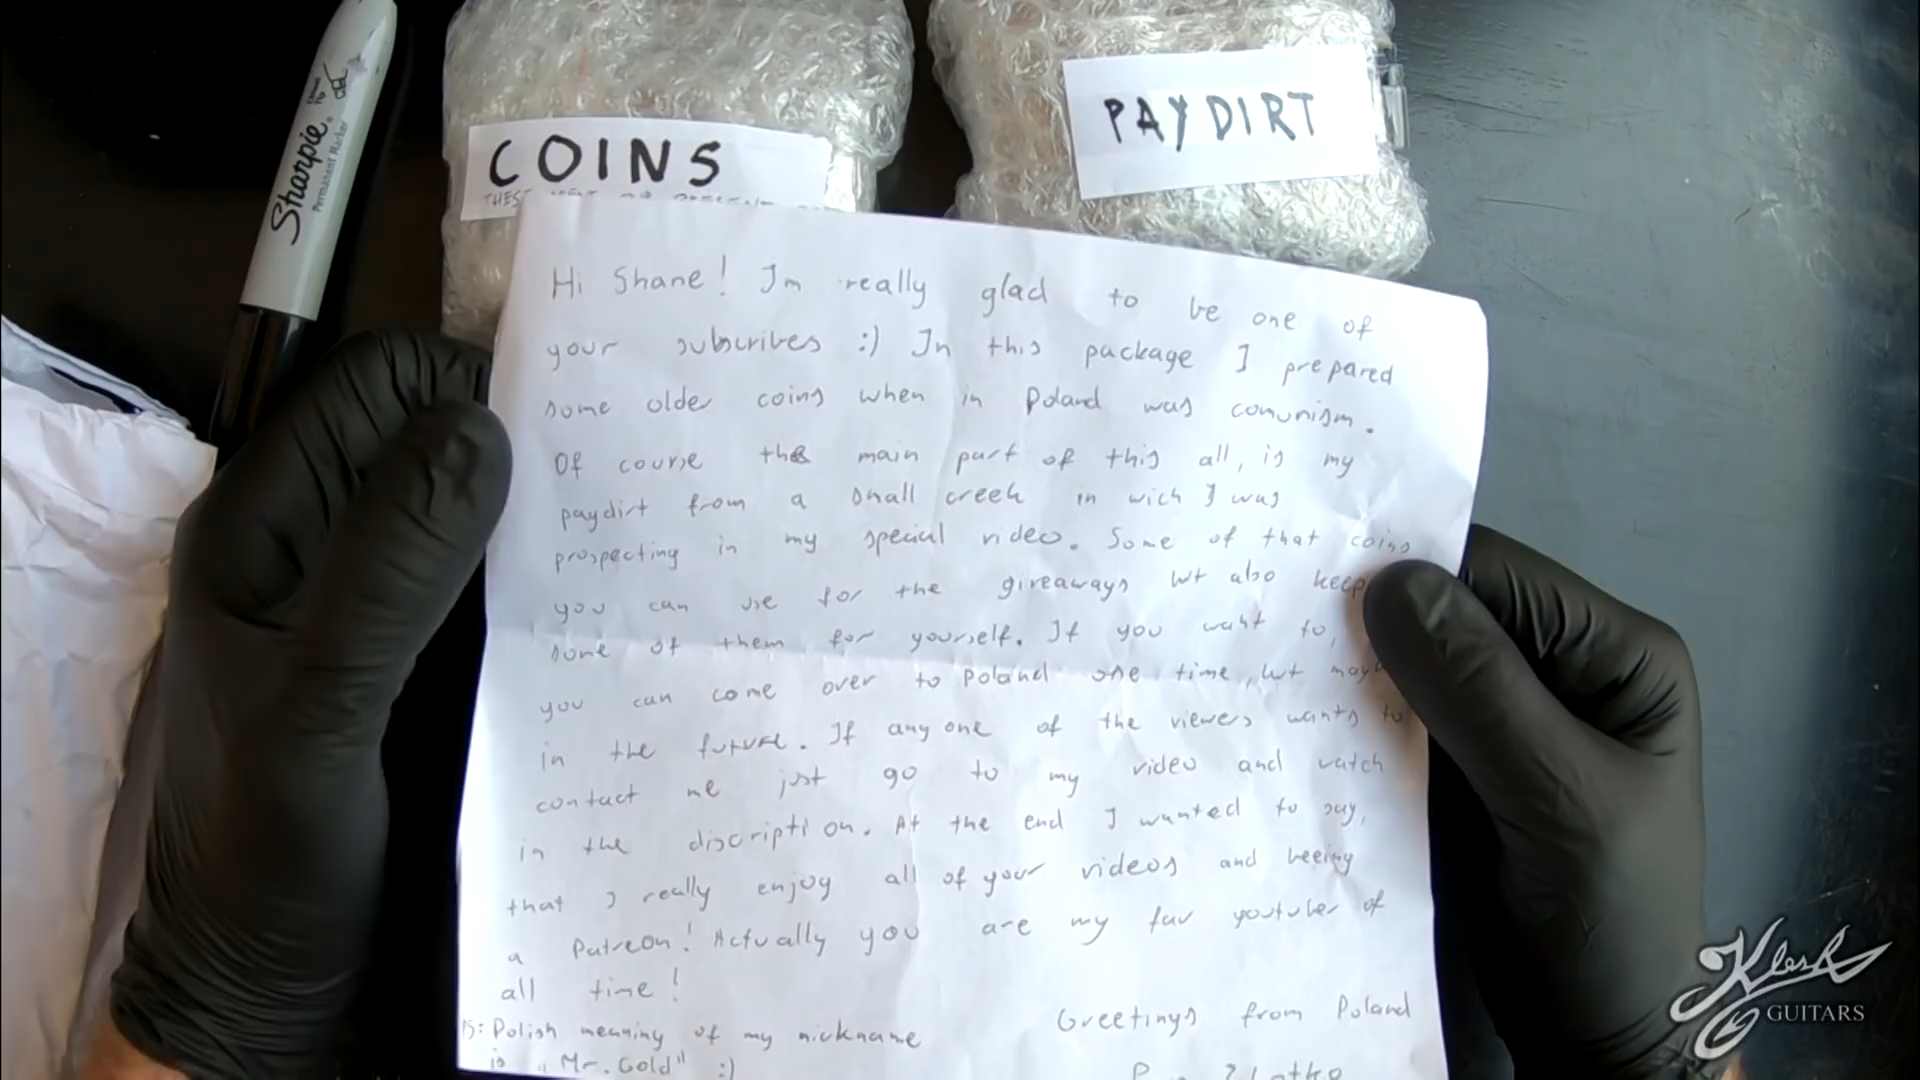 Sharpie
Permanent Marker
COINS
PAYDIRT
Hi Shane! Im really glad to be one of
your subscribes :) In this package I prepared
some older coins when in Poland was comunism.
Of course the main part of this all, is my
paydirt from a small creek in wich I was
prospecting in my special video. Some of that coins
you can use for the giveaways but also keep
some of them for yourself. If you waht to,
you can come over to Poland one time, but
in the future. If any one of the viewers wants to
contact me just go to my video and watch
in the discription. At the end I wanted to say,
that I really enjoy all of your videos and beeing
a Patreon! Actually you are my fav youtuber of
all time!
Greetings from Poland
PS: Polish meaning of my nickname
is "Mr. Gold" :)
Klesh
GUITARS